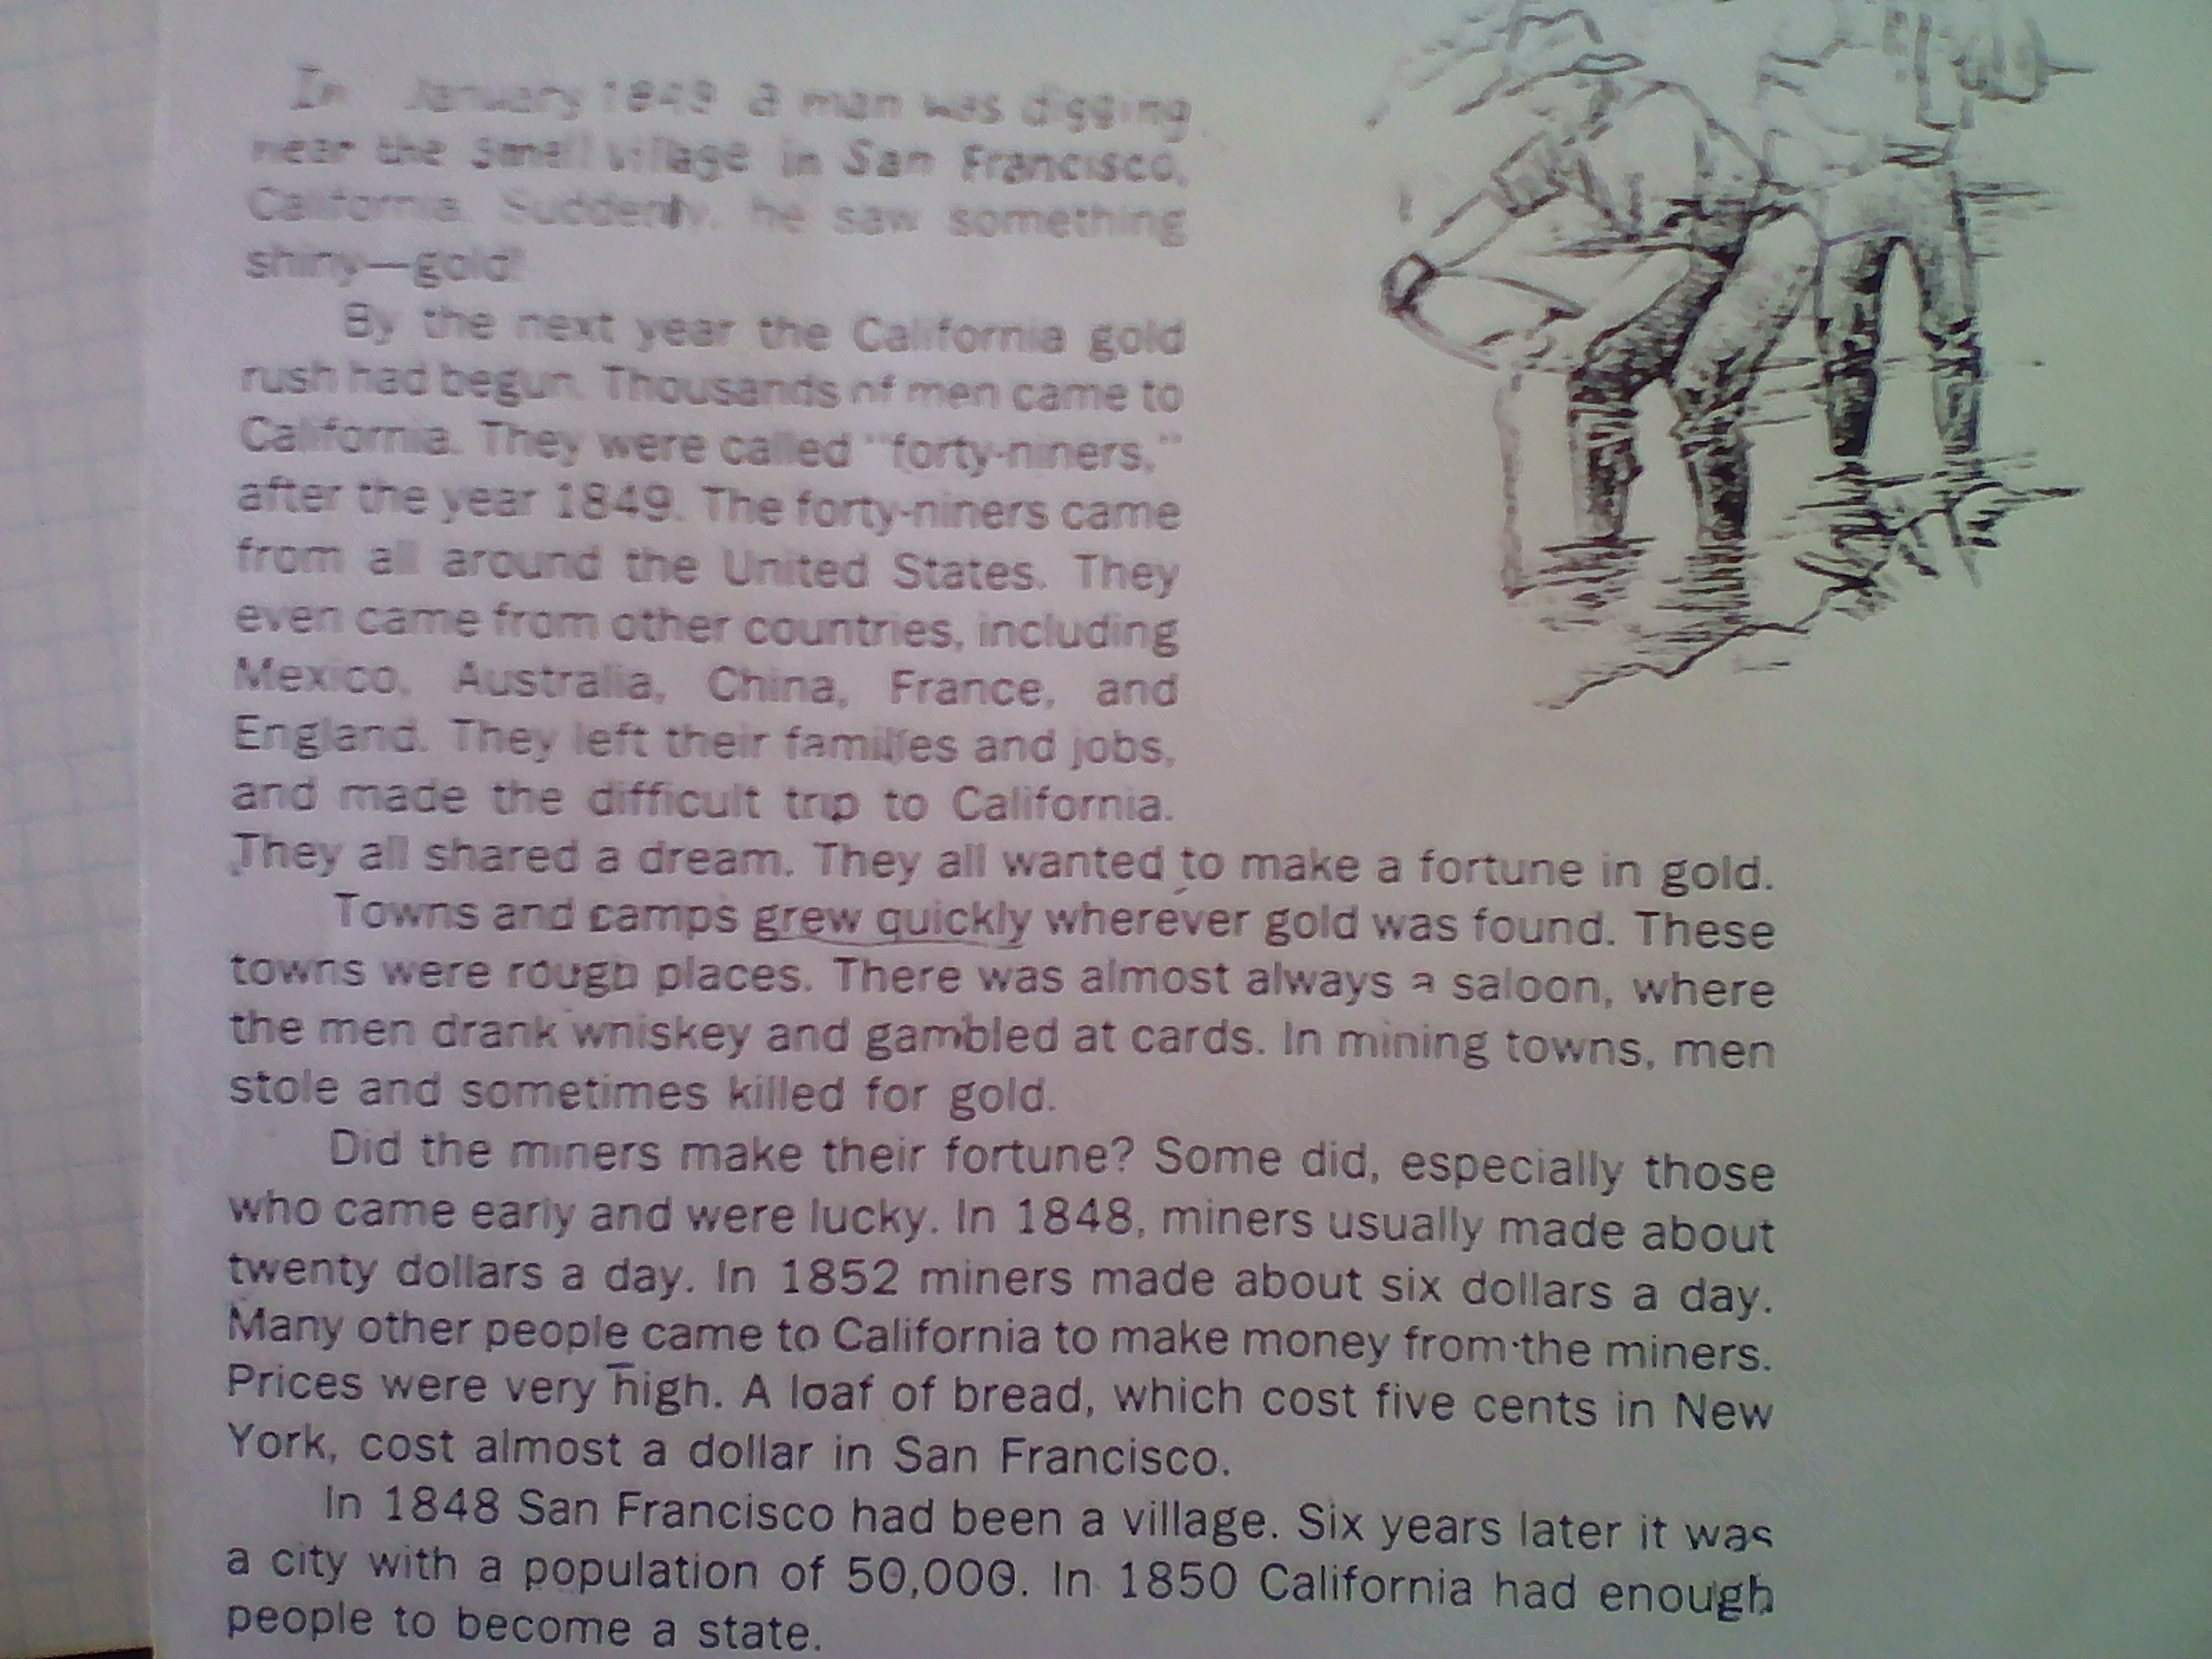 In January 1849 a man was digging
near the small village in San Francisco,
California. Suddenly, he saw something
shiny—gold!
By the next year the California gold
rush had begun. Thousands of men came to
California. They were called "forty-niners,"
after the year 1849. The forty-niners came
from all around the United States. They
even came from other countries, including
Mexico, Australia, China, France, and
England. They left their families and jobs,
and made the difficult trip to California.
They all shared a dream. They all wanted to make a fortune in gold.
Towns and camps grew quickly wherever gold was found. These
towns were rough places. There was almost always a saloon, where
the men drank whiskey and gambled at cards. In mining towns, men
stole and sometimes killed for gold.
Did the miners make their fortune? Some did, especially those
who came early and were lucky. In 1848, miners usually made about
twenty dollars a day. In 1852 miners made about six dollars a day.
Many other people came to California to make money from the miners.
Prices were very high. A loaf of bread, which cost five cents in New
York, cost almost a dollar in San Francisco.
In 1848 San Francisco had been a village. Six years later it was
a city with a population of 50,000. In 1850 California had enough
people to become a state.